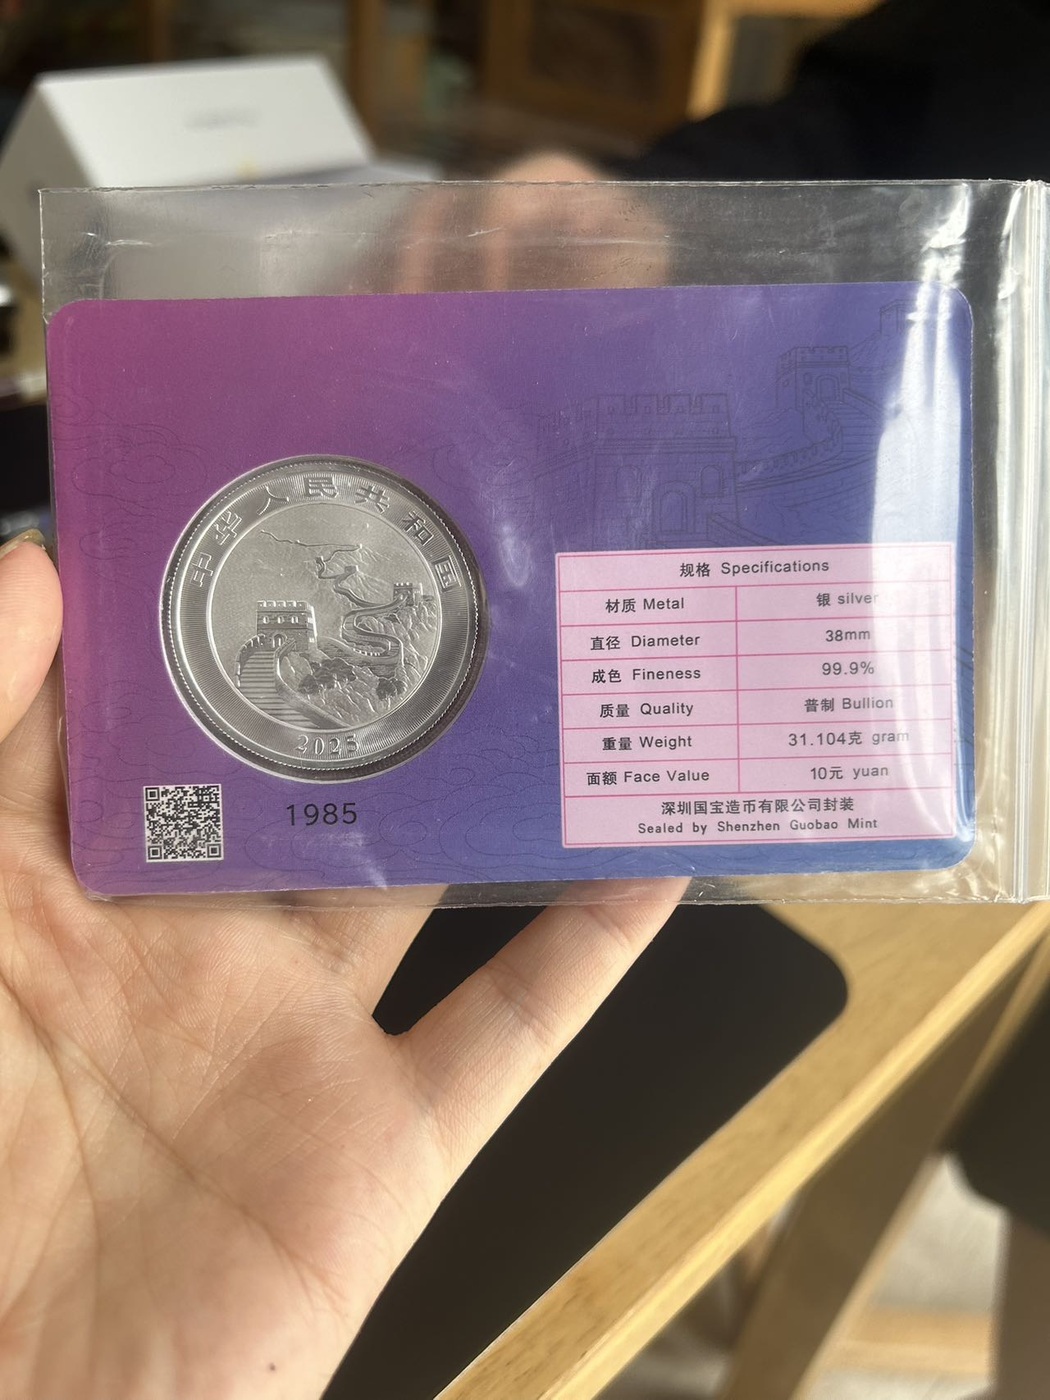 中华人民共和国
2025
1985
规格 Specifications
材质 Metal 银 silver
直径 Diameter 38mm
成色 Fineness 99.9%
质量 Quality 普制 Bullion
重量 Weight 31.104克 gram
面额 Face Value 10元 yuan
深圳国宝造币有限公司封装
Sealed by Shenzhen Guobao Mint